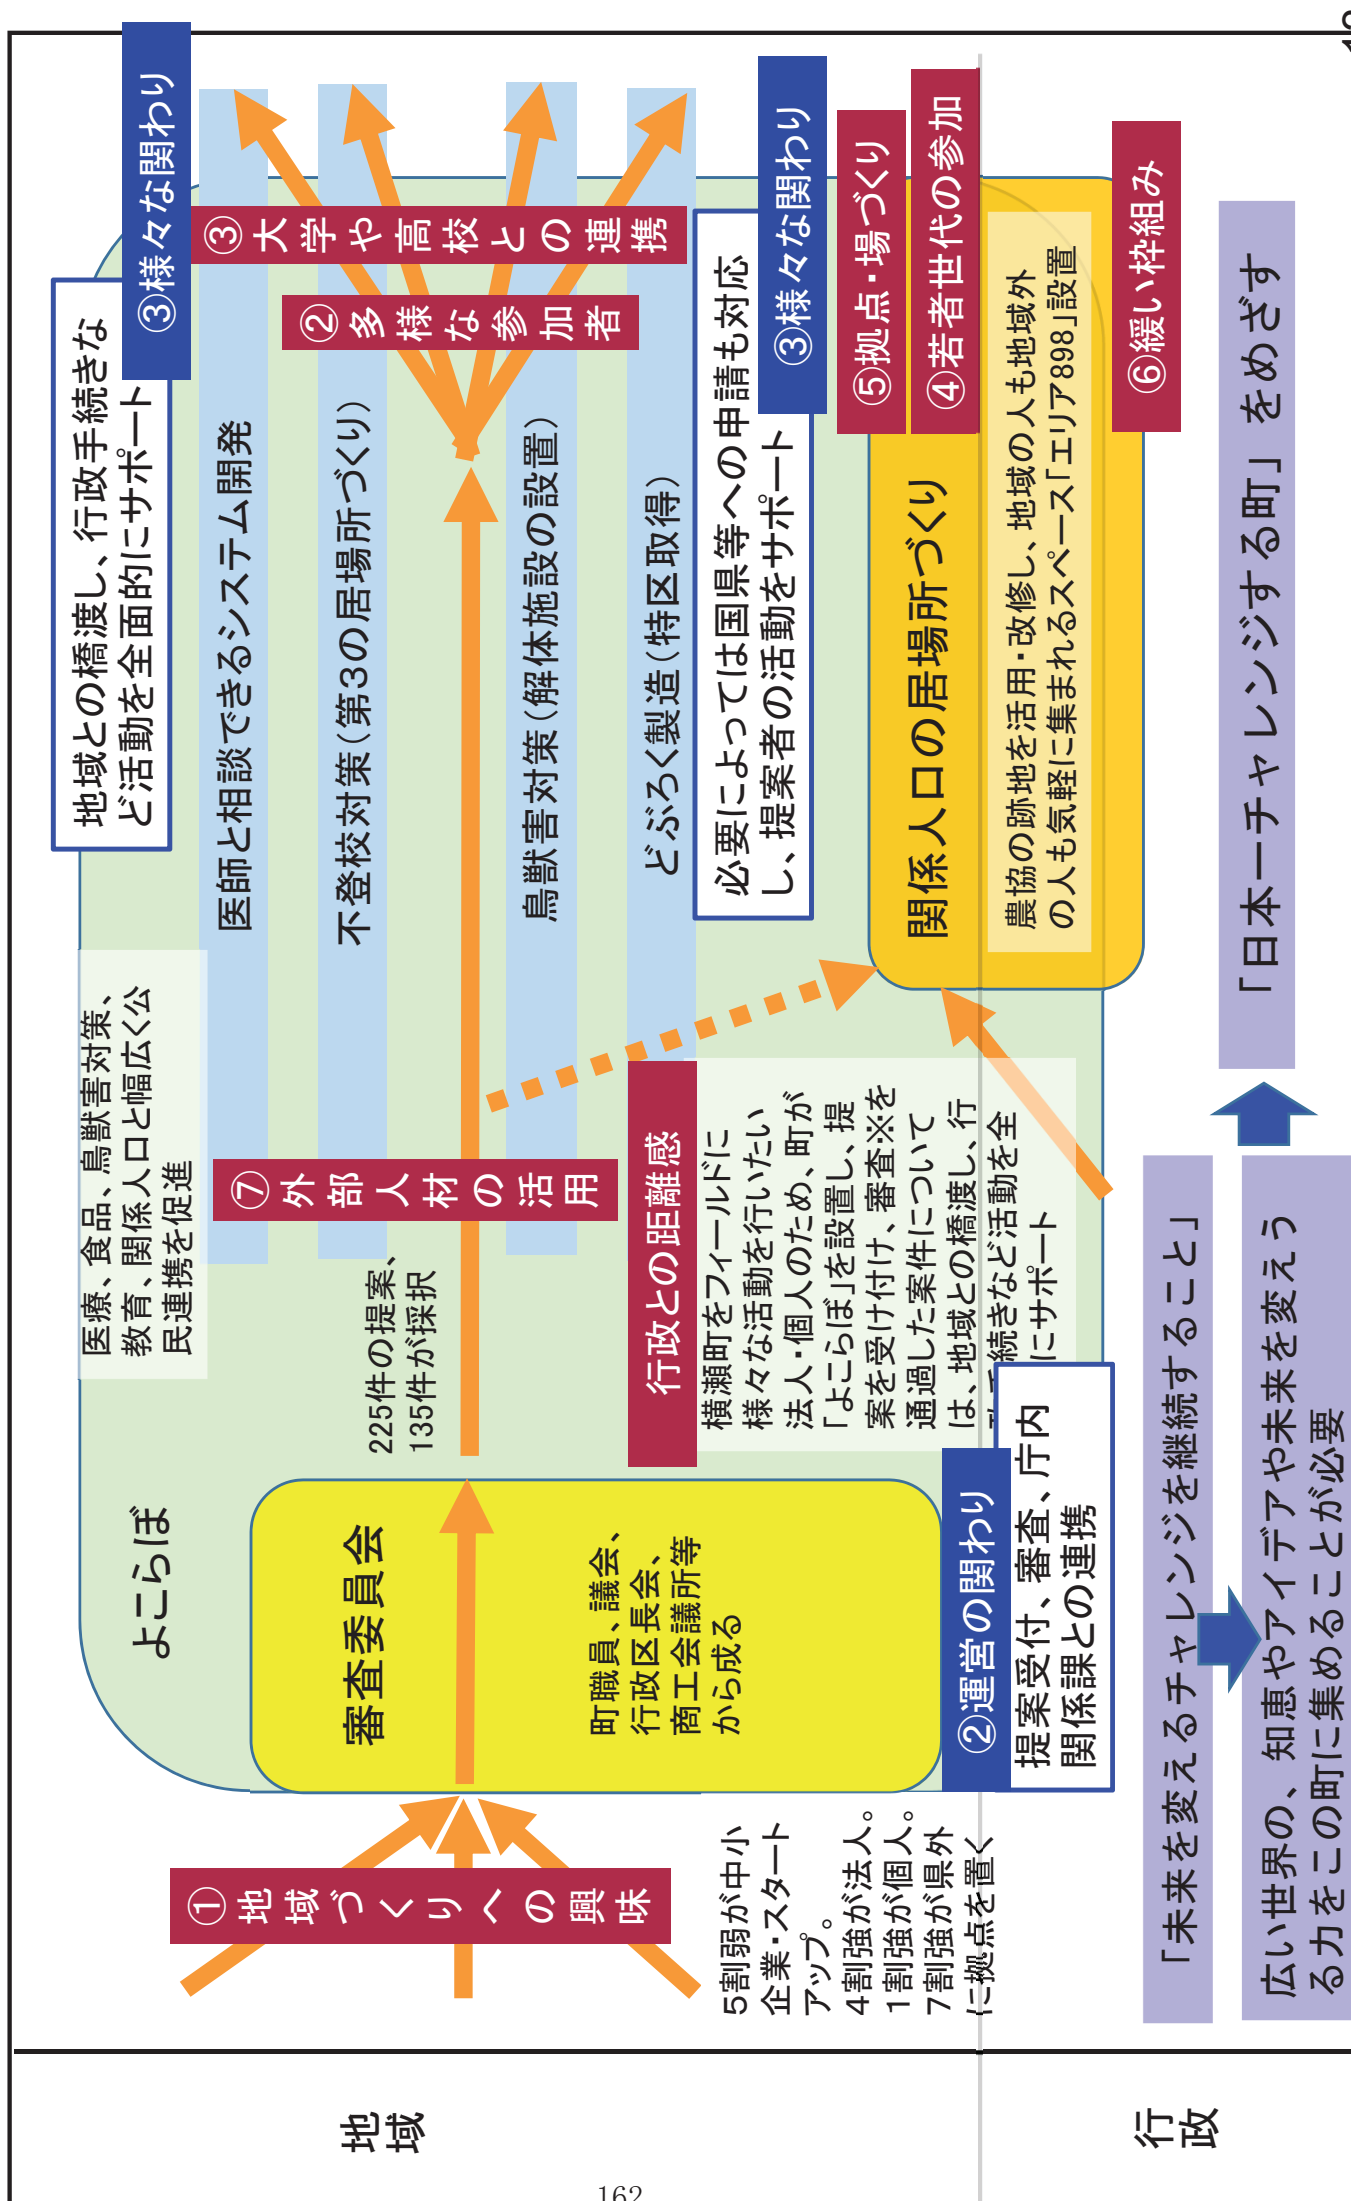 地域
行政
よこらぼ
医療、食品、鳥獣害対策、
教育、関係人口と幅広く公
民連携を促進
地域との橋渡し、行政手続きな
ど活動を全面的にサポート
③様々な関わり
①地域づくりへの興味
5割弱が中小
企業・スタート
アップ。
4割強が法人。
1割強が個人。
7割強が県外
に拠点を置く
審査委員会
町職員、議会、
行政区長会、
商工会議所等
から成る
225件の提案、
135件が採択
⑦外部人材の活用
医師と相談できるシステム開発
不登校対策(第3の居場所づくり)
鳥獣害対策(解体施設の設置)
どぶろく製造(特区取得)
②多様な参加者
③大学や高校との連携
行政との距離感
横瀬町をフィールドに
様々な活動を行いたい
法人・個人のため、町が
「よこらぼ」を設置し、提
案を受け付け、審査※を
通過した案件について
は、地域との橋渡し、行
続きなど活動を全
にサポート
必要によっては国県等への申請も対応
し、提案者の活動をサポート
③様々な関わり
⑤拠点・場づくり
④若者世代の参加
関係人口の居場所づくり
農協の跡地を活用・改修し、地域の人も地域外
の人も気軽に集まれるスペース「エリア898」設置
⑥緩い枠組み
②運営の関わり
提案受付、審査、庁内
関係課との連携
「未来を変えるチャレンジを継続すること」
広い世界の、知恵やアイデアや未来を変えう
る力をこの町に集めることが必要
「日本一チャレンジする町」をめざす
162